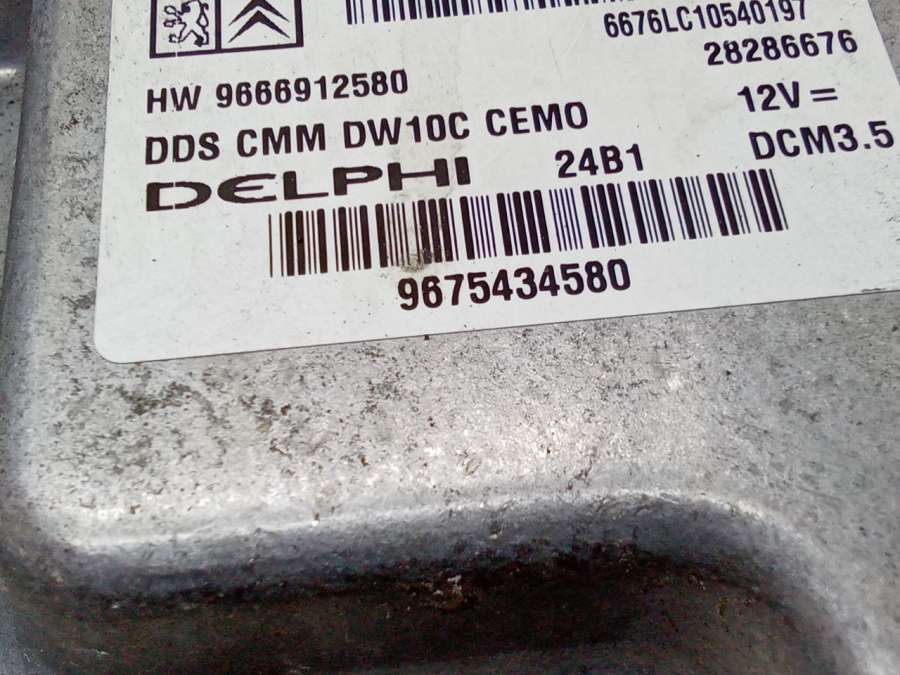 6676LC10540197
28286676
HW 9666912580
12V =
DDS CMM DW10C CEMO
DELPHI 24B1 DCM3.5
9675434580